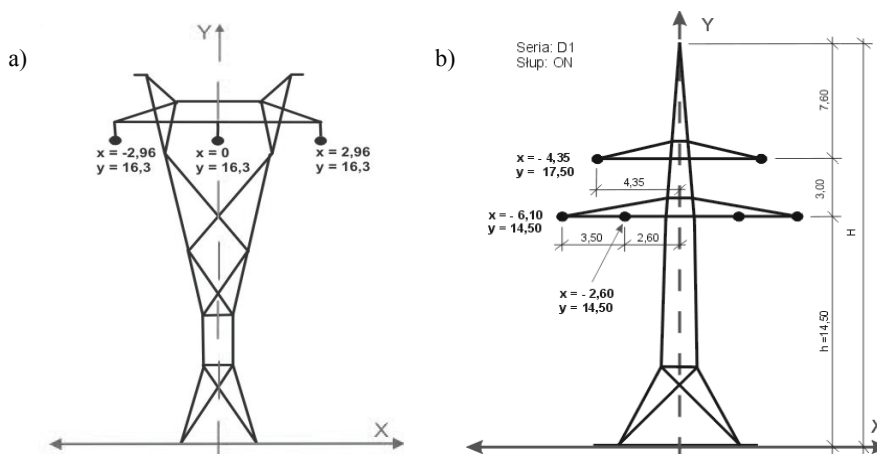 a)
Y
x = -2,96
y = 16,3
x = 0
y = 16,3
x = 2,96
y = 16,3
X
b)
Seria: D1
Słup: ON
Y
7,60
x = - 4,35
y = 17,50
4,35
3,00
H
x = - 6,10
y = 14,50
3,50
2,60
x = - 2,60
y = 14,50
h =14,50
X